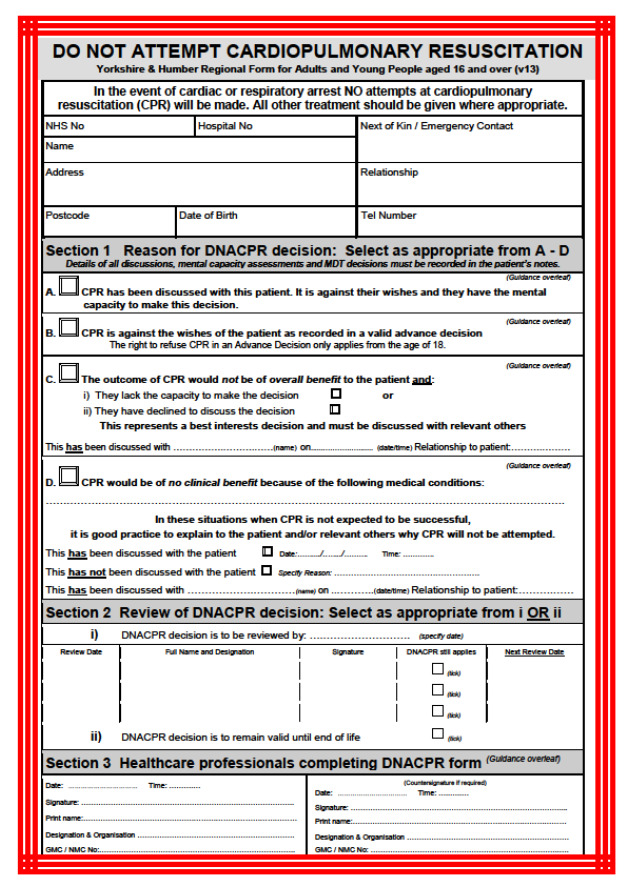 DO NOT ATTEMPT CARDIOPULMONARY RESUSCITATION
Yorkshire & Humber Regional Form for Adults and Young People aged 16 and over (v13)
In the event of cardiac or respiratory arrest NO attempts at cardiopulmonary
resuscitation (CPR) will be made. All other treatment should be given where appropriate.
NHS No Hospital No Next of Kin / Emergency Contact
Name
Address Relationship
Postcode Date of Birth Tel Number
Section 1 Reason for DNACPR decision: Select as appropriate from A - D
Details of all discussions, mental capacity assessments and MDT decisions must be recorded in the patient's notes.
(Guidance overleaf)
A. CPR has been discussed with this patient. It is against their wishes and they have the mental
capacity to make this decision.
(Guidance overleaf)
B. CPR is against the wishes of the patient as recorded in a valid advance decision
The right to refuse CPR in an Advance Decision only applies from the age of 18.
(Guidance overleaf)
C. The outcome of CPR would not be of overall benefit to the patient and:
i) They lack the capacity to make the decision or
ii) They have declined to discuss the decision
This represents a best interests decision and must be discussed with relevant others
This has been discussed with ............................(name) on.................... (date/time) Relationship to patient:...................
(Guidance overleaf)
D. CPR would be of no clinical benefit because of the following medical conditions:
In these situations when CPR is not expected to be successful,
it is good practice to explain to the patient and/or relevant others why CPR will not be attempted.
This has been discussed with the patient Date:......../......./........ Time: .............
This has not been discussed with the patient Specify Reason: ................................................
This has been discussed with ..............................(name) on ..............(date/time) Relationship to patient:..................
Section 2 Review of DNACPR decision: Select as appropriate from i OR ii
i) DNACPR decision is to be reviewed by: ............................ (specify date)
Review Date Full Name and Designation Signature DNACPR still applies Next Review Date
(tick)
(tick)
(tick)
ii) DNACPR decision is to remain valid until end of life (tick)
Section 3 Healthcare professionals completing DNACPR form (Guidance overleaf)
(Countersignature if required)
Date: .............................. Time:............. Date: .............................. Time: .............
Signature: .............................. Signature: ..............................
Print name:.............................. Print name:..............................
Designation & Organisation .............................. Designation & Organisation ..............................
GMC / NMC No:.............................. GMC / NMC No: ..............................